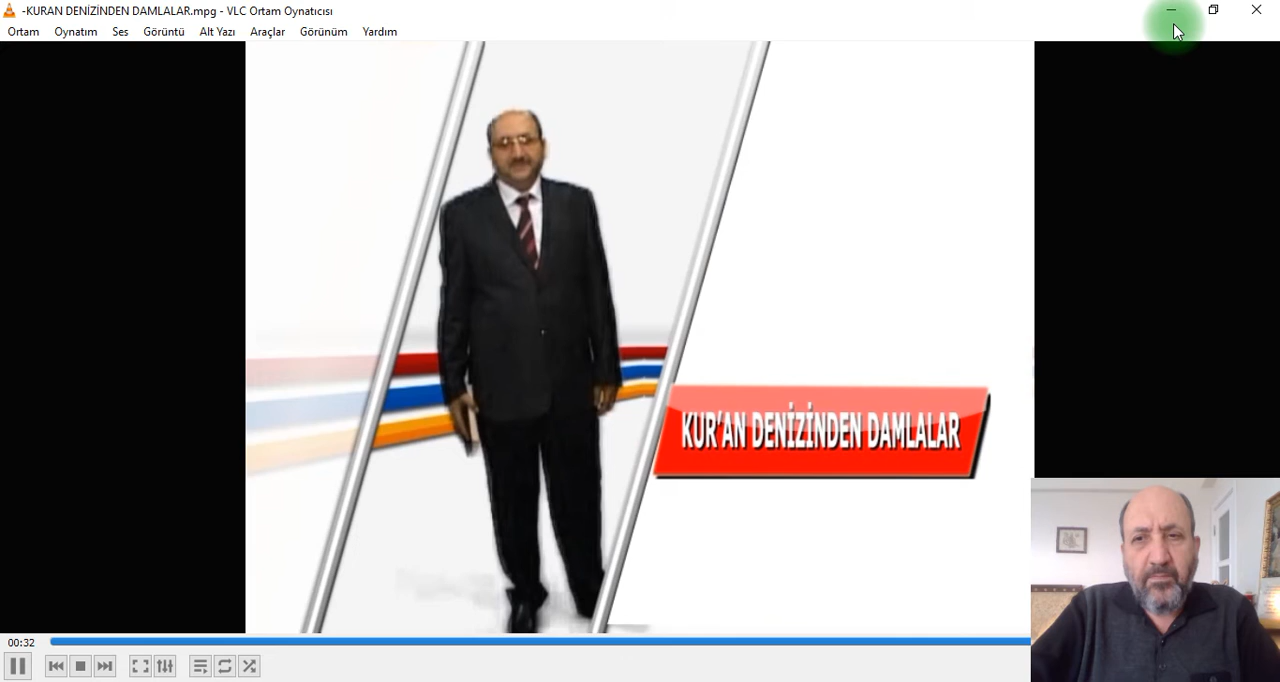 -KURAN DENİZİNDEN DAMLALAR.mpg - VLC Ortam Oynatıcısı
Ortam Oynatım Ses Görüntü Alt Yazı Araçlar Görünüm Yardım
KUR'AN DENİZİNDEN DAMLALAR
00:32